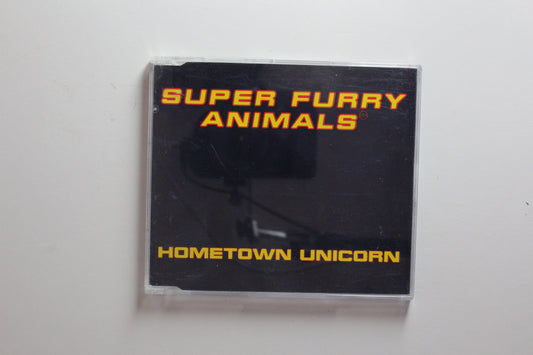 SUPER FURRY
ANIMALS
HOMETOWN UNICORN